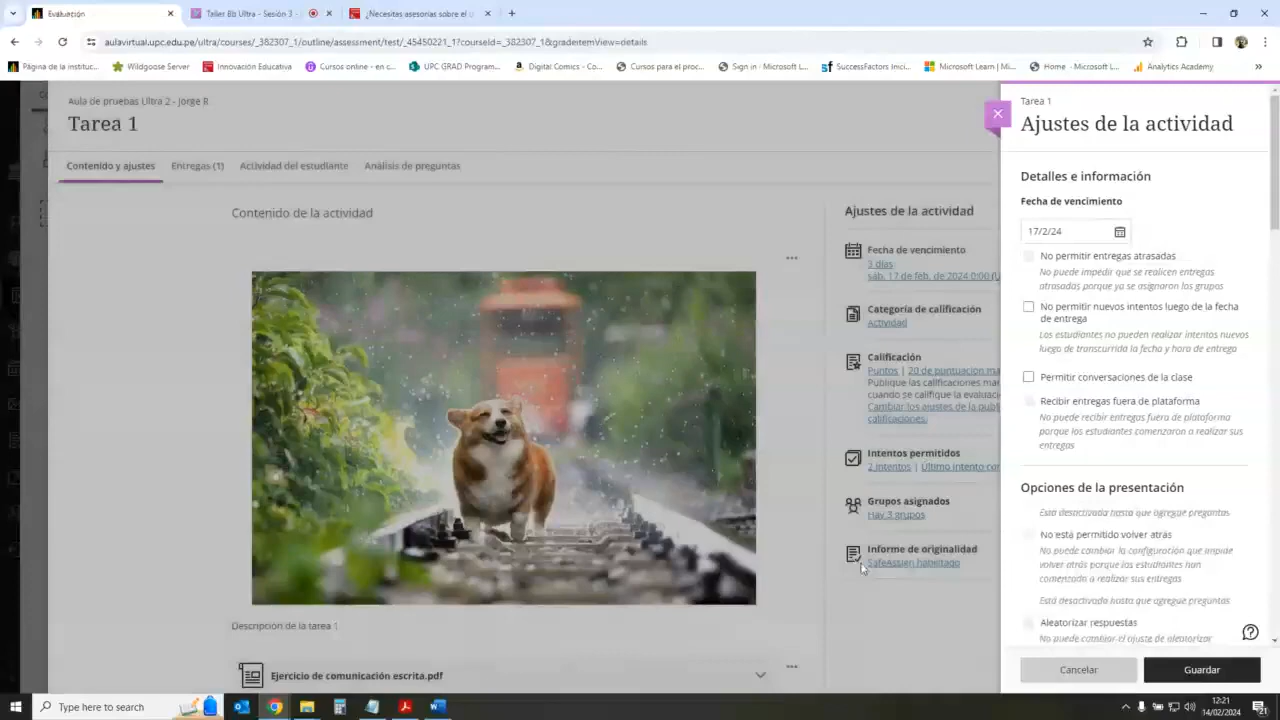 Evaluación
Taller Bb Ultra - Sesión 3 -
¿Necesitas asesorías sobre el u
aulavirtual.upc.edu.pe/ultra/courses/_382307_1/outline/assessment/test/_45450221_1?courseId=_382307_1&gradeitemView=details
Página de la instituc...
Wildgoose Server
Innovación Educativa
Cursos online - en c...
UPC GRAD Program...
Digital Comics - Co...
Cursos para el proc...
Sign in · Microsoft L...
SuccessFactors Inici...
Microsoft Learn | Mi...
Home · Microsoft L...
Analytics Academy
Aula de pruebas Ultra 2 - Jorge R
Tarea 1
Contenido y ajustes
Entregas (1)
Actividad del estudiante
Análisis de preguntas
Contenido de la actividad
Descripción de la tarea 1
Ejercicio de comunicación escrita.pdf
Ajustes de la actividad
Fecha de vencimiento
3 días
sáb. 17 de feb. de 2024 0:00 (U
Categoría de calificación
Actividad
Calificación
Puntos | 20 de puntuación ma
Publique las calificaciones man
cuando se califique la evaluac
Cambiar los ajustes de la publ
calificaciones.
Intentos permitidos
2 intentos | Último intento con
Grupos asignados
Hay 3 grupos
Informe de originalidad
SafeAssign habilitado
Tarea 1
Ajustes de la actividad
Detalles e información
Fecha de vencimiento
17/2/24
No permitir entregas atrasadas
No puede impedir que se realicen entregas
atrasadas porque ya se asignaron los grupos
No permitir nuevos intentos luego de la fecha
de entrega
Los estudiantes no pueden realizar intentos nuevos
luego de transcurrida la fecha y hora de entrega
Permitir conversaciones de la clase
Recibir entregas fuera de plataforma
No puede recibir entregas fuera de plataforma
porque los estudiantes comenzaron a realizar sus
entregas
Opciones de la presentación
Está desactivada hasta que agregue preguntas
No está permitido volver atrás
No puede cambiar la configuración que impide
volver atrás porque los estudiantes han
comenzado a realizar sus entregas
Está desactivada hasta que agregue preguntas
Aleatorizar respuestas
No puede cambiar el ajuste de aleatorizar
Cancelar
Guardar
Type here to search
12:21
14/02/2024
21